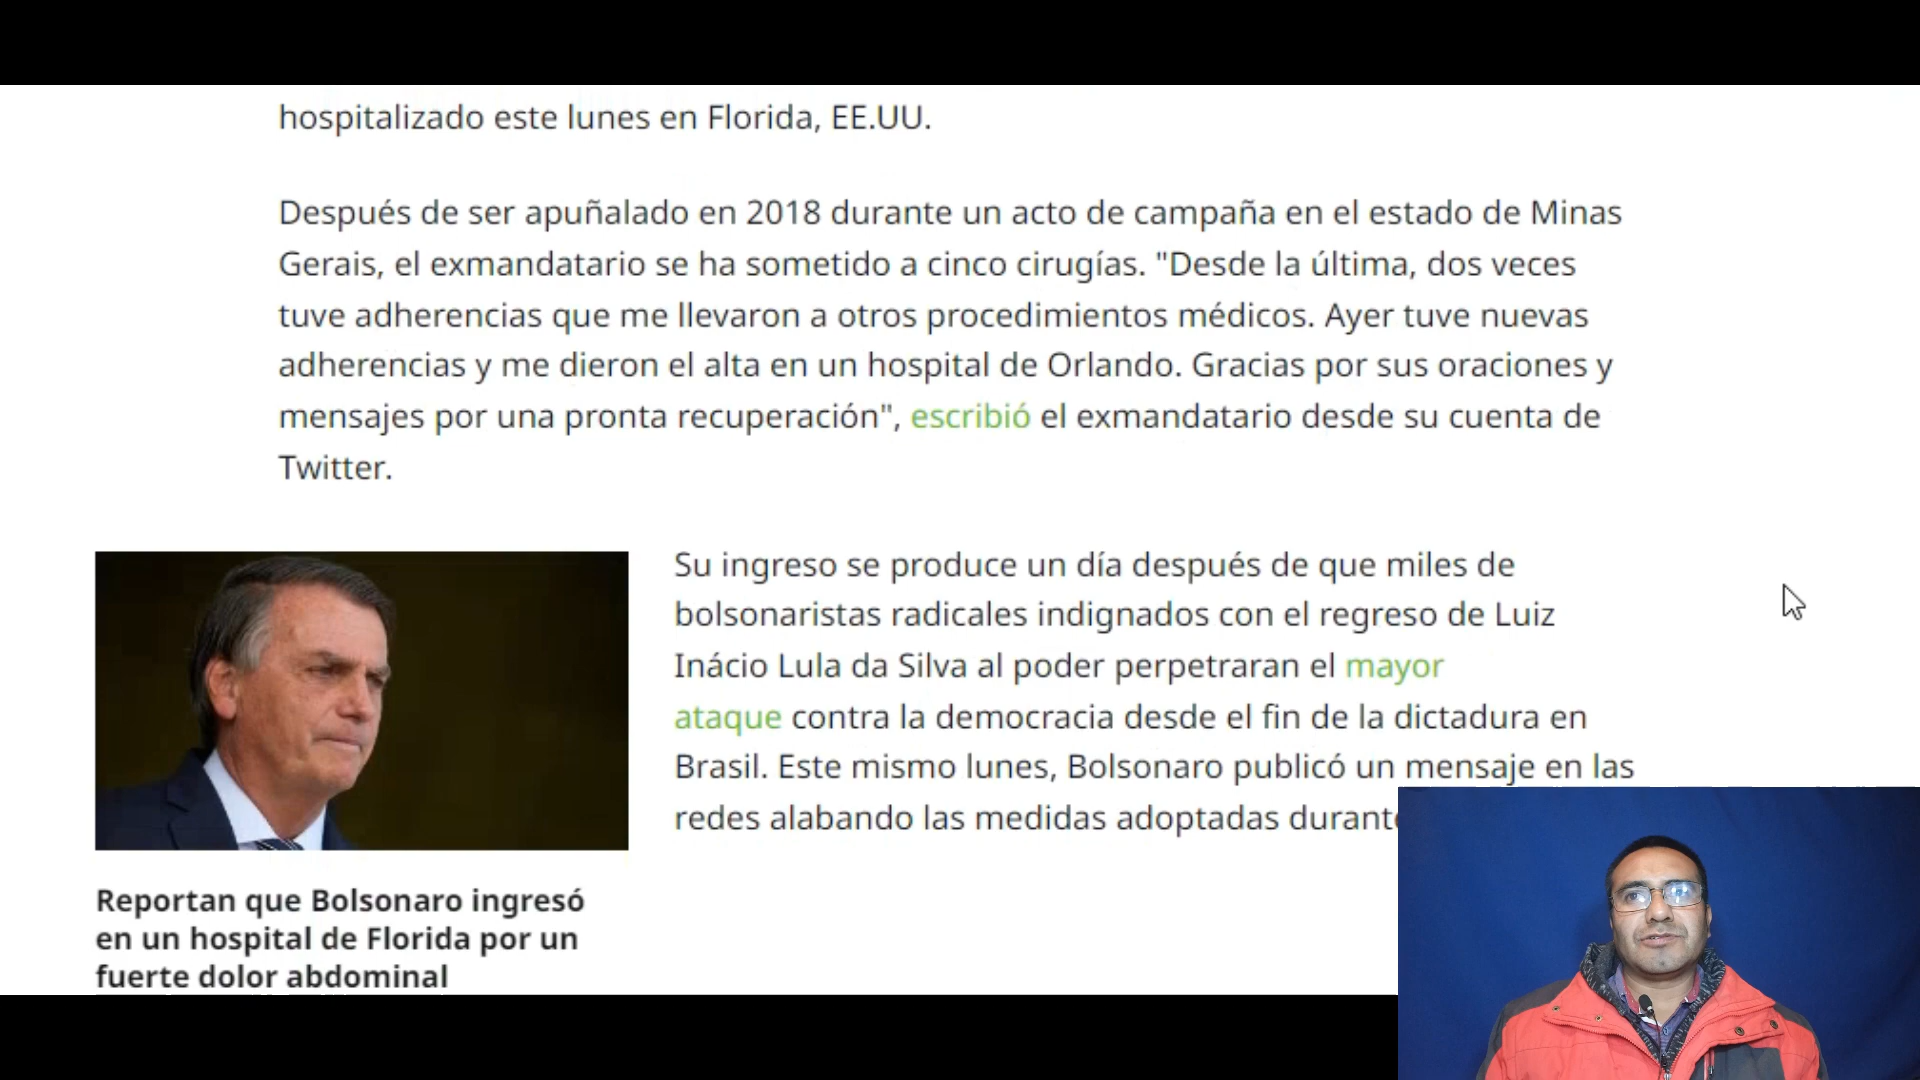 hospitalizado este lunes en Florida, EE.UU.
Después de ser apuñalado en 2018 durante un acto de campaña en el estado de Minas
Gerais, el exmandatario se ha sometido a cinco cirugías. "Desde la última, dos veces
tuve adherencias que me llevaron a otros procedimientos médicos. Ayer tuve nuevas
adherencias y me dieron el alta en un hospital de Orlando. Gracias por sus oraciones y
mensajes por una pronta recuperación", escribió el exmandatario desde su cuenta de
Twitter.
Su ingreso se produce un día después de que miles de
bolsonaristas radicales indignados con el regreso de Luiz
Inácio Lula da Silva al poder perpetraran el mayor
ataque contra la democracia desde el fin de la dictadura en
Brasil. Este mismo lunes, Bolsonaro publicó un mensaje en las
redes alabando las medidas adoptadas durante
Reportan que Bolsonaro ingresó
en un hospital de Florida por un
fuerte dolor abdominal